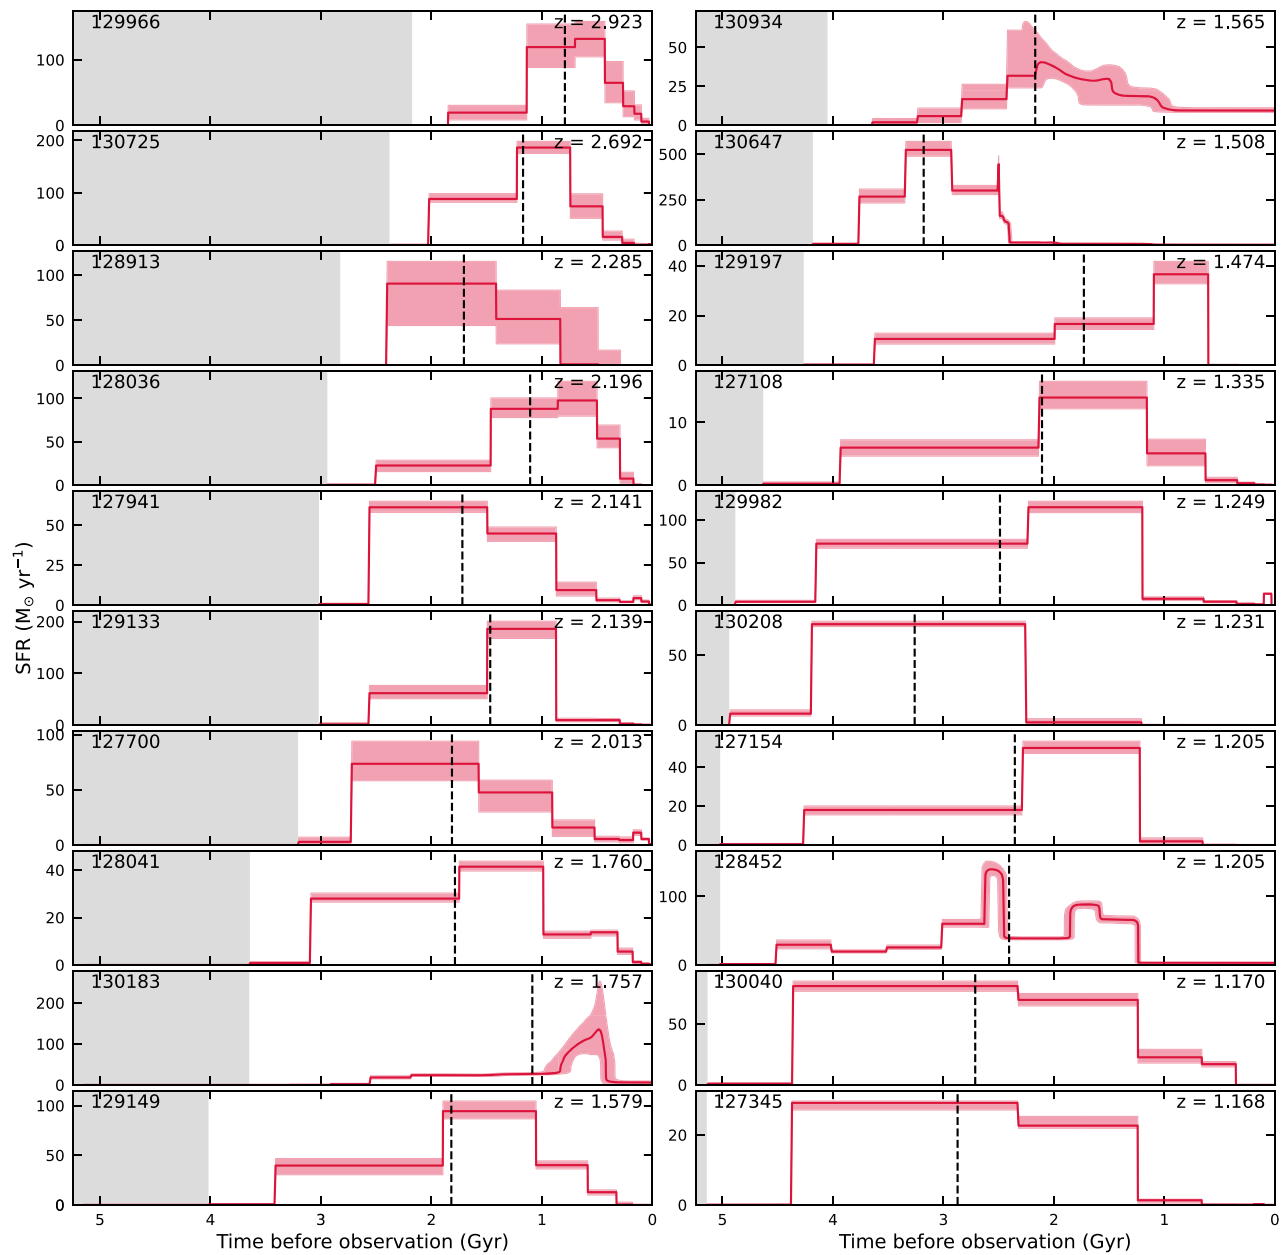 129966 z = 2.923
100
0
130725 z = 2.692
200
100
0
128913 z = 2.285
100
50
0
128036 z = 2.196
100
50
0
127941 z = 2.141
50
25
0
129133 z = 2.139
200
100
0
127700 z = 2.013
100
50
0
128041 z = 1.760
40
20
0
130183 z = 1.757
200
100
0
129149 z = 1.579
100
50
0
SFR (M⊙ yr⁻¹)
5 4 3 2 1 0
Time before observation (Gyr)
130934 z = 1.565
50
25
0
130647 z = 1.508
500
250
0
129197 z = 1.474
40
20
0
127108 z = 1.335
10
0
129982 z = 1.249
100
50
0
130208 z = 1.231
50
0
127154 z = 1.205
40
20
0
128452 z = 1.205
100
0
130040 z = 1.170
50
0
127345 z = 1.168
20
0
5 4 3 2 1 0
Time before observation (Gyr)